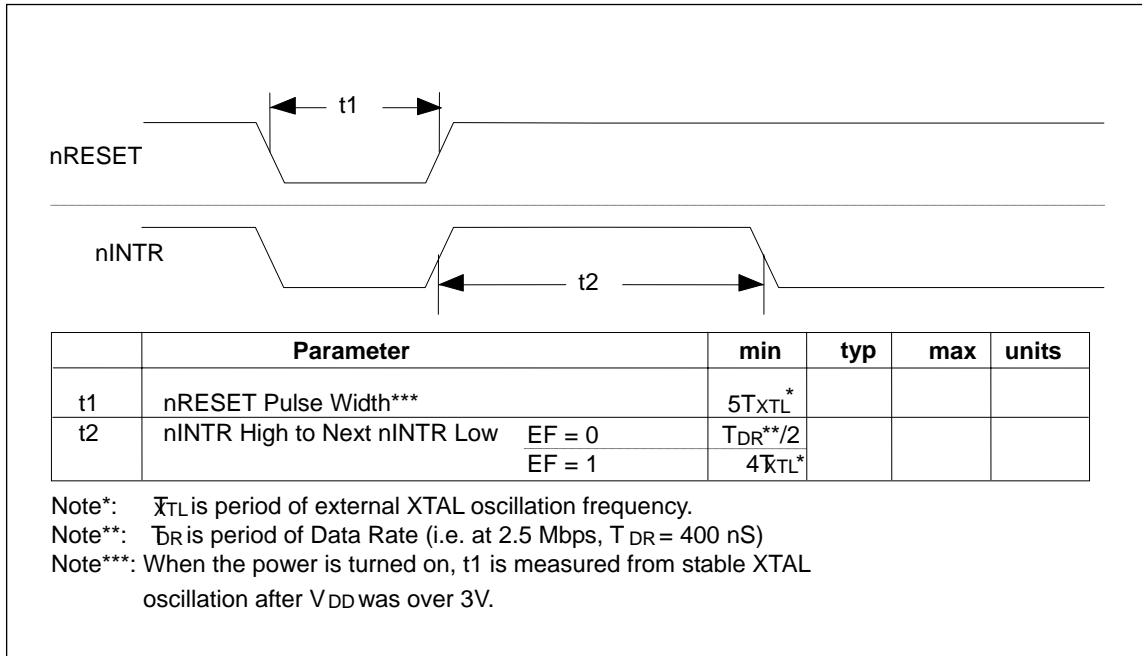 t1
nRESET
nINTR
t2
Parameter min typ max units
t1 nRESET Pulse Width*** 5TXTL*
t2 nINTR High to Next nINTR Low EF = 0 TDR**/2
EF = 1 4TXTL*
Note*: TXTL is period of external XTAL oscillation frequency.
Note**: TDR is period of Data Rate (i.e. at 2.5 Mbps, T DR = 400 nS)
Note***: When the power is turned on, t1 is measured from stable XTAL
oscillation after V DD was over 3V.